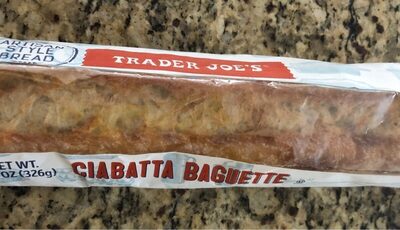 ARTISAN
STYLE
BREAD
TRADER JOE'S
NET WT.
OZ (326g)
CIABATTA BAGUETTE